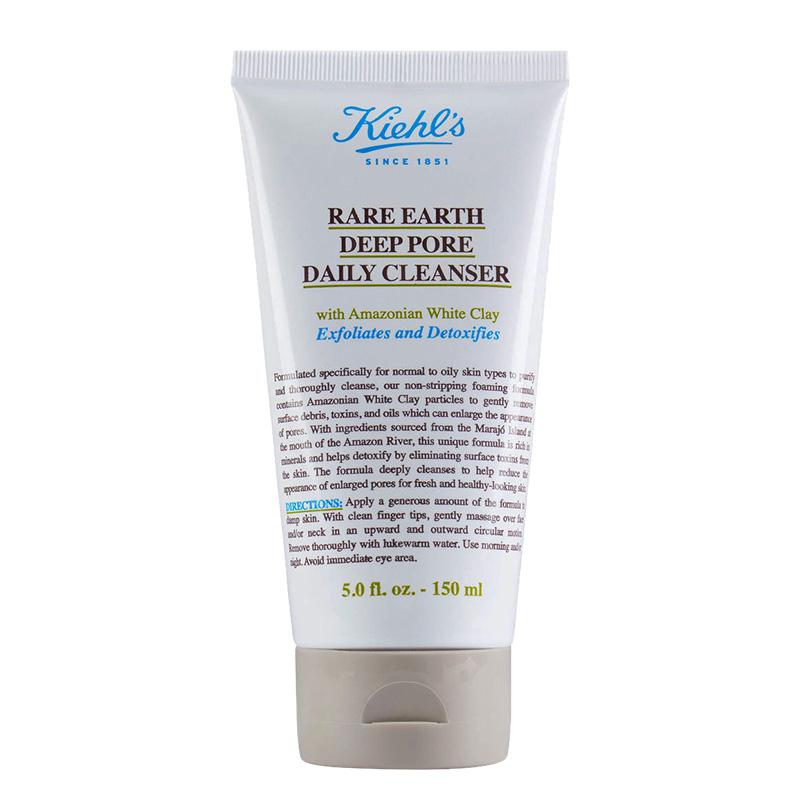 Kiehl's
SINCE 1851
RARE EARTH
DEEP PORE
DAILY CLEANSER
with Amazonian White Clay
Exfoliates and Detoxifies
Formulated specifically for normal to oily skin types to purify
and thoroughly cleanse, our non-stripping foaming formula
contains Amazonian White Clay particles to gently remove
surface debris, toxins, and oils which can enlarge the appearance
of pores. With ingredients sourced from the Marajó Island at
the mouth of the Amazon River, this unique formula is rich in
minerals and helps detoxify by eliminating surface toxins from
the skin. The formula deeply cleanses to help reduce the
appearance of enlarged pores for fresh and healthy-looking skin.
DIRECTIONS: Apply a generous amount of the formula to
damp skin. With clean finger tips, gently massage over face
and/or neck in an upward and outward circular motion.
Remove thoroughly with lukewarm water. Use morning and/or
night. Avoid immediate eye area.
5.0 fl. oz. - 150 ml